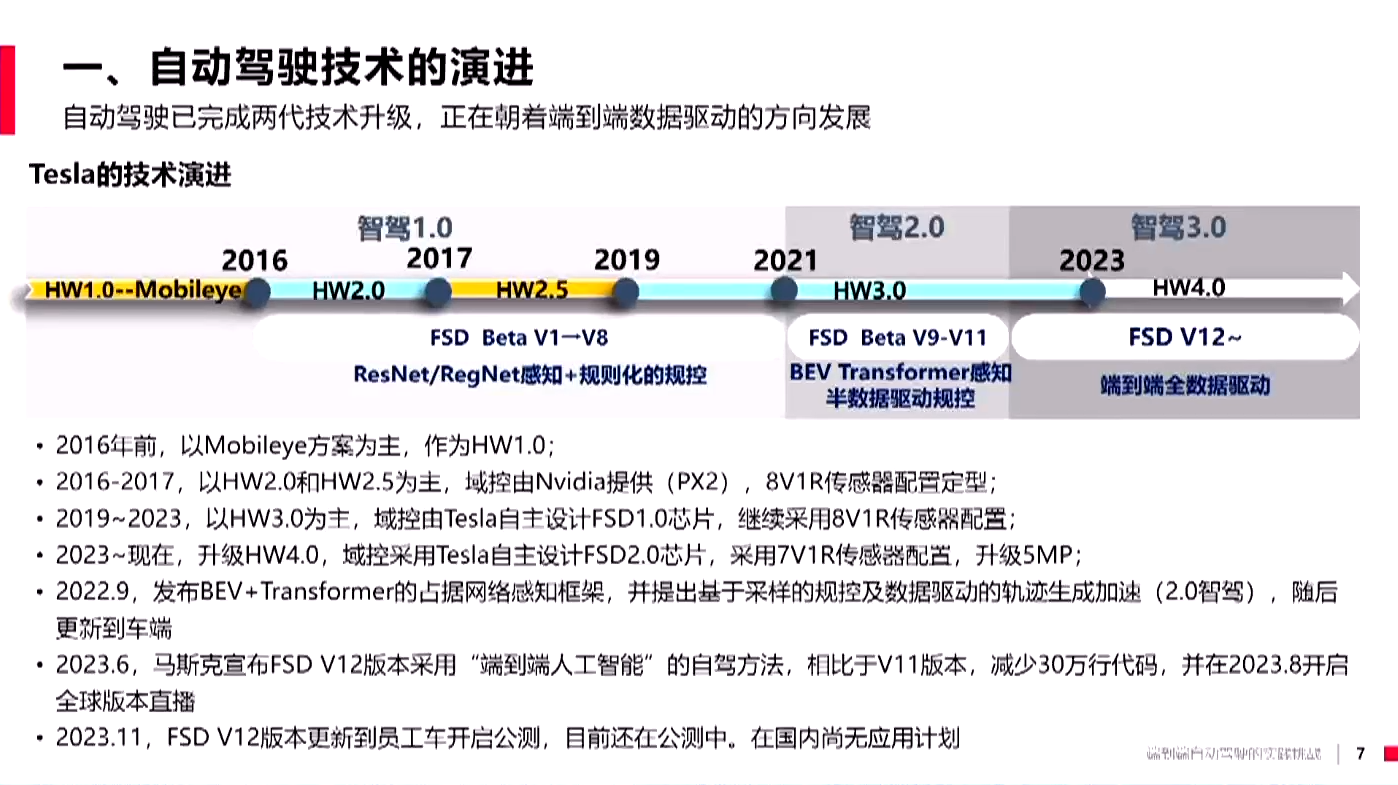 一、自动驾驶技术的演进
自动驾驶已完成两代技术升级，正在朝着端到端数据驱动的方向发展
Tesla的技术演进
智驾1.0
智驾2.0
智驾3.0
2016
2017
2019
2021
2023
HW1.0--Mobileye
HW2.0
HW2.5
HW3.0
HW4.0
FSD Beta V1→V8
FSD Beta V9-V11
FSD V12~
ResNet/RegNet感知+规则化的规控
BEV Transformer感知
半数据驱动规控
端到端全数据驱动
• 2016年前，以Mobileye方案为主，作为HW1.0；
• 2016-2017，以HW2.0和HW2.5为主，域控由Nvidia提供（PX2），8V1R传感器配置定型；
• 2019~2023，以HW3.0为主，域控由Tesla自主设计FSD1.0芯片，继续采用8V1R传感器配置；
• 2023~现在，升级HW4.0，域控采用Tesla自主设计FSD2.0芯片，采用7V1R传感器配置，升级5MP；
• 2022.9，发布BEV+Transformer的占据网络感知框架，并提出基于采样的规控及数据驱动的轨迹生成加速（2.0智驾），随后
更新到车端
• 2023.6，马斯克宣布FSD V12版本采用“端到端人工智能”的自驾方法，相比于V11版本，减少30万行代码，并在2023.8开启
全球版本直播
• 2023.11，FSD V12版本更新到员工车开启公测，目前还在公测中。在国内尚无应用计划
端到端自动驾驶的实践挑战
7